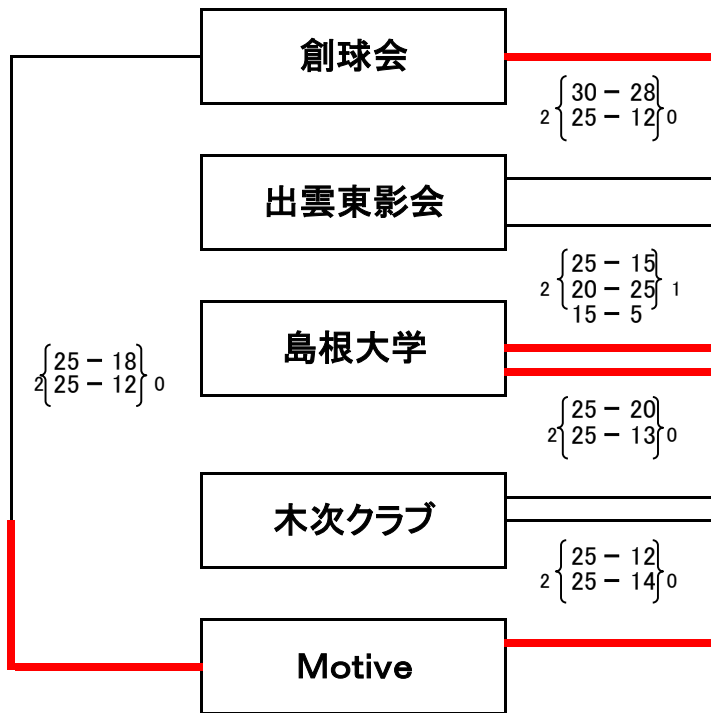 創球会
30 - 28
2 25 - 12 0
出雲東影会
25 - 15
2 20 - 25 1
15 - 5
島根大学
25 - 18
2 25 - 12 0
25 - 20
2 25 - 13 0
木次クラブ
25 - 12
2 25 - 14 0
Motive